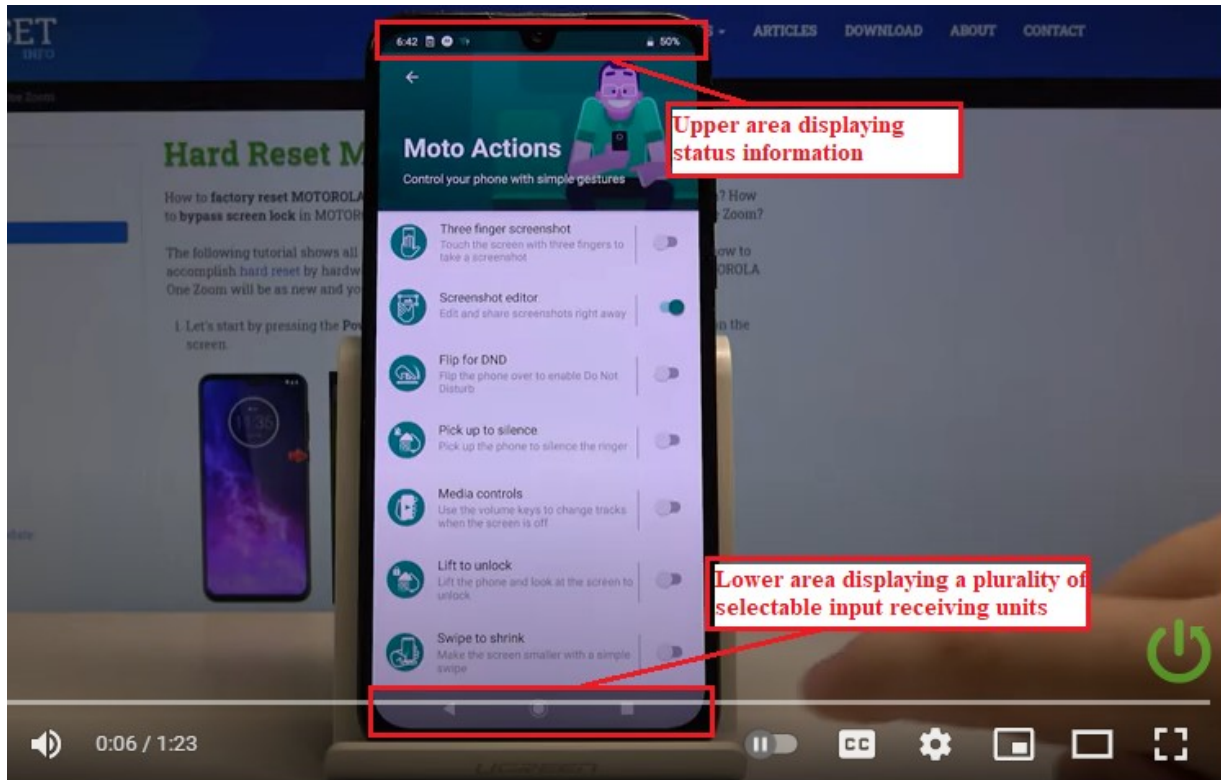 SET
INFO
ARTICLES DOWNLOAD ABOUT CONTACT
6:42 50%
Upper area displaying
status information
Moto Actions
Control your phone with simple gestures
Hard Reset M
How to factory reset MOTOROLA
? How
to bypass screen lock in MOTOR
Zoom?
Three finger screenshot
Touch the screen with three fingers to
take a screenshot
The following tutorial shows all
ow to
accomplish hard reset by hardw
OROLA
One Zoom will be as new and yo
Screenshot editor
Edit and share screenshots right away
1. Let's start by pressing the Pow
n the
screen.
Flip for DND
Flip the phone over to enable Do Not
Disturb
11:35
Pick up to silence
Pick up the phone to silence the ringer
Media controls
Use the volume keys to change tracks
when the screen is off
Lift to unlock
Lift the phone and look at the screen to
unlock
Lower area displaying a plurality of
selectable input receiving units
Swipe to shrink
Make the screen smaller with a simple
swipe
0:06 / 1:23
CC
UGREEN